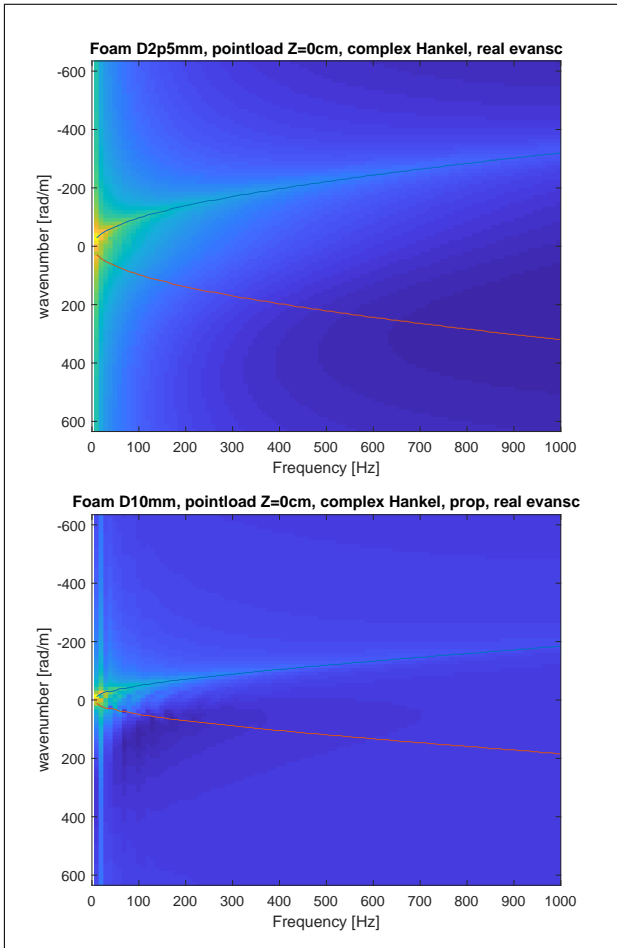 Foam D2p5mm, pointload Z=0cm, complex Hankel, real evansc
-600
-400
-200
0
200
400
600
wavenumber [rad/m]
0 100 200 300 400 500 600 700 800 900 1000
Frequency [Hz]
Foam D10mm, pointload Z=0cm, complex Hankel, prop, real evansc
-600
-400
-200
0
200
400
600
wavenumber [rad/m]
0 100 200 300 400 500 600 700 800 900 1000
Frequency [Hz]